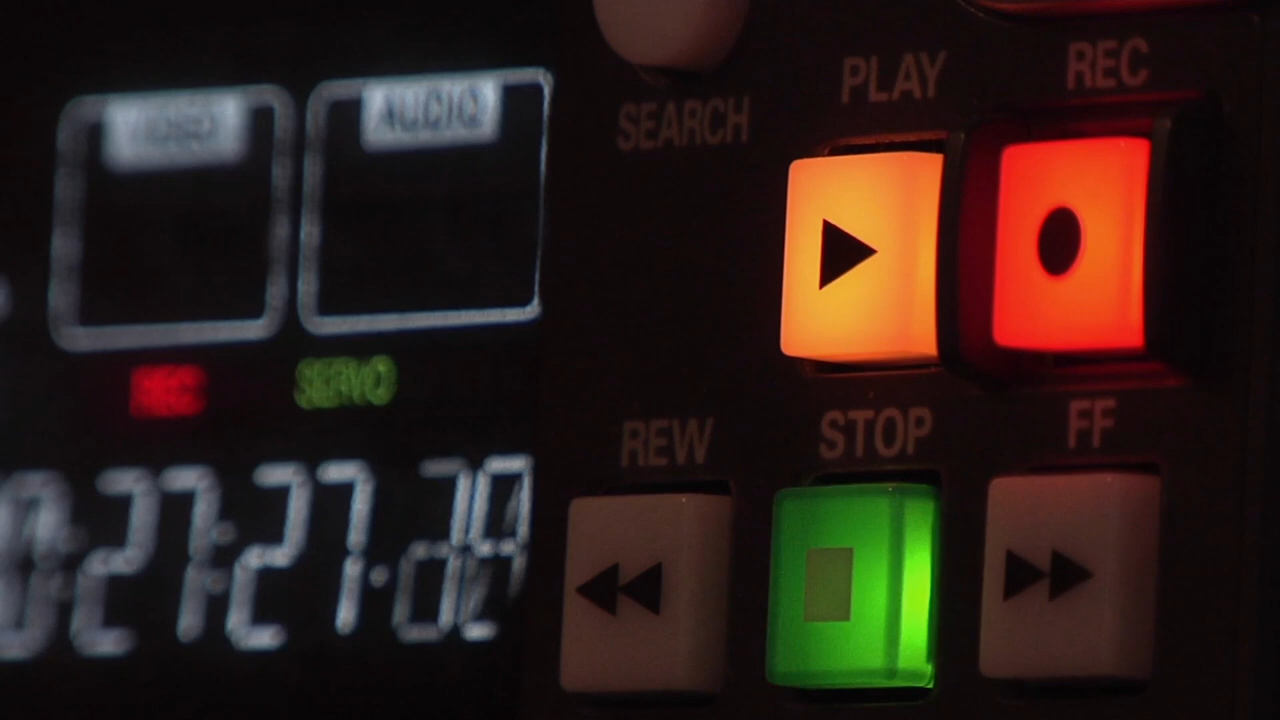 VIDEO AUDIO
REC SERVO
SEARCH
PLAY REC
REW STOP FF